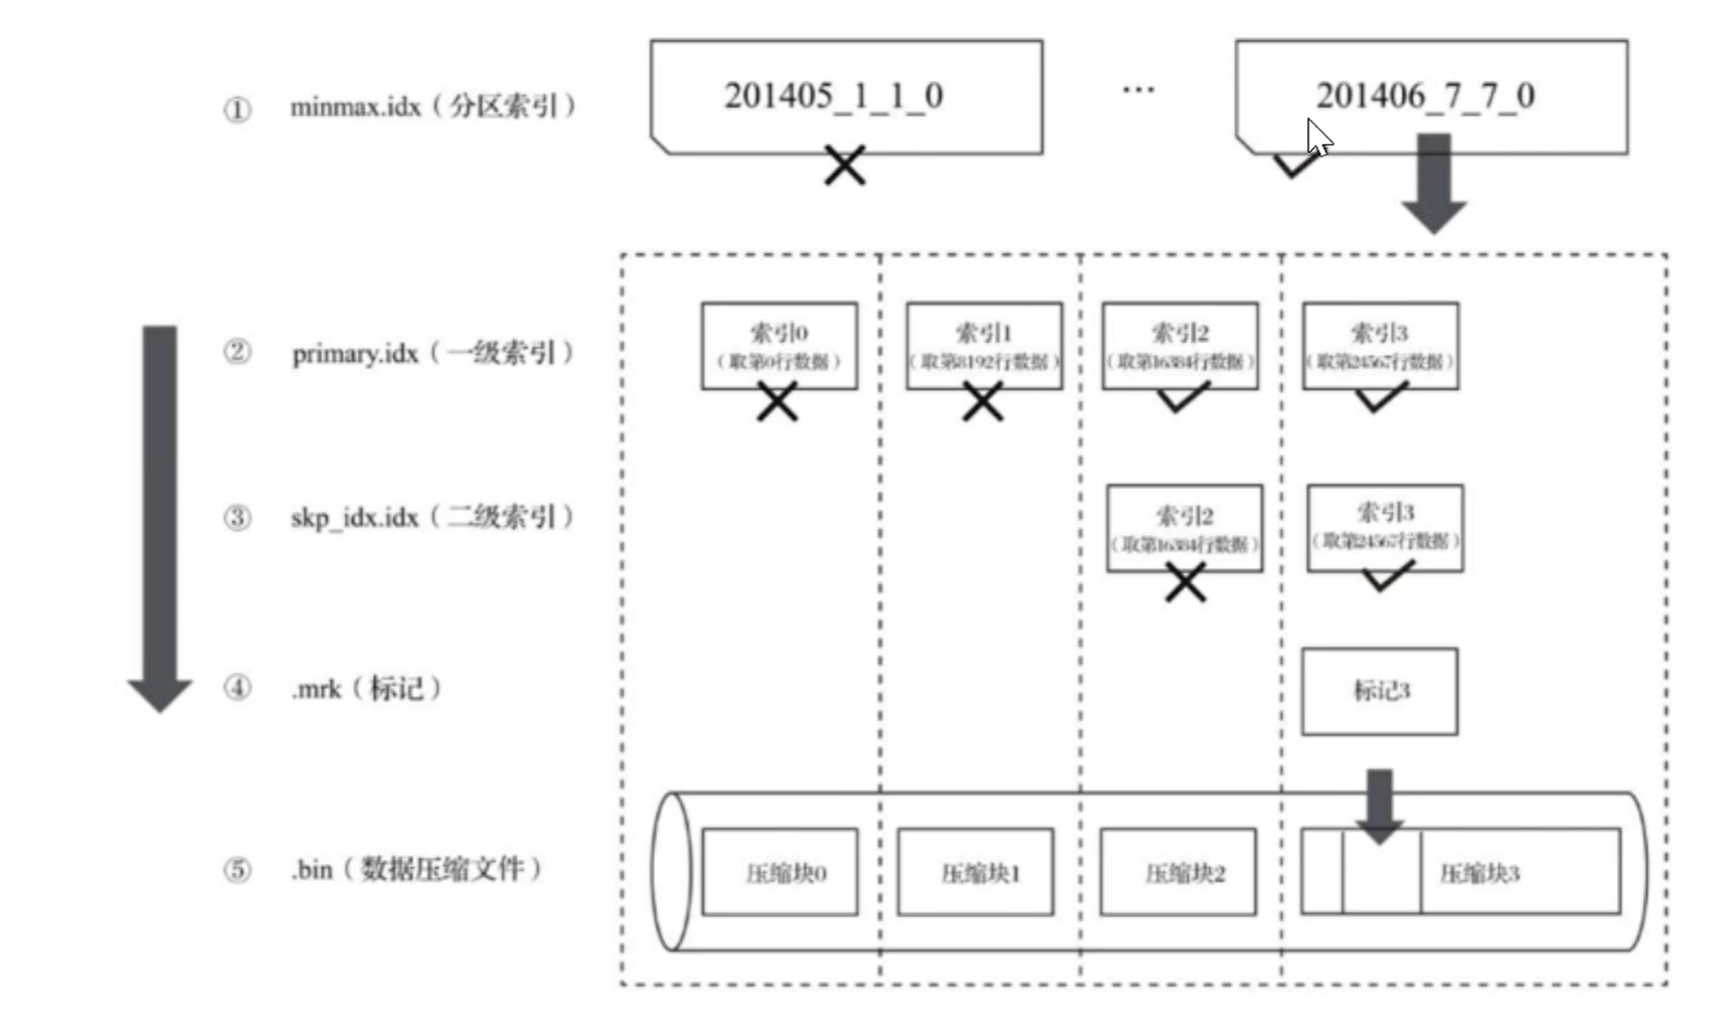 ① minmax.idx（分区索引）
201405_1_1_0
...
201406_7_7_0
② primary.idx（一级索引）
索引0
（取第0行数据）
索引1
（取第8192行数据）
索引2
（取第16384行数据）
索引3
（取第24567行数据）
③ skp_idx.idx（二级索引）
索引2
（取第16384行数据）
索引3
（取第24567行数据）
④ .mrk（标记）
标记3
⑤ .bin（数据压缩文件）
压缩块0
压缩块1
压缩块2
压缩块3